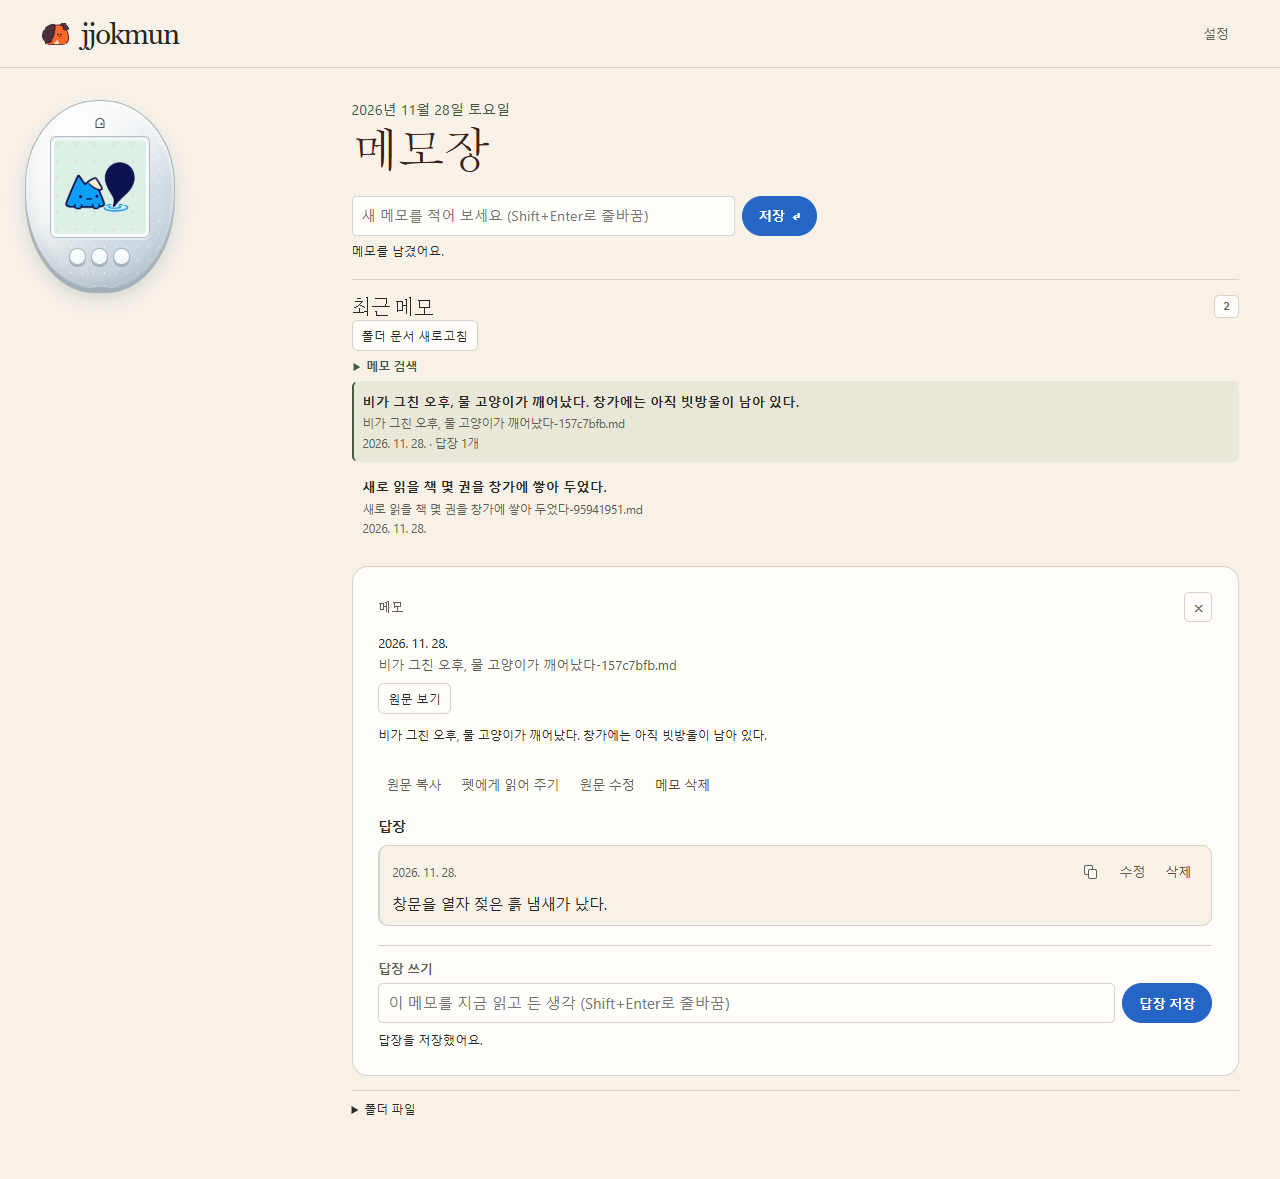 jjokmun
설정
2026년 11월 28일 토요일
메모장
새 메모를 적어 보세요 (Shift+Enter로 줄바꿈)
저장
메모를 남겼어요.
최근 메모
2
폴더 문서 새로고침
메모 검색
비가 그친 오후, 물 고양이가 깨어났다. 창가에는 아직 빗방울이 남아 있다.
비가 그친 오후, 물 고양이가 깨어났다-157c7bfb.md
2026. 11. 28. · 답장 1개
새로 읽을 책 몇 권을 창가에 쌓아 두었다.
새로 읽을 책 몇 권을 창가에 쌓아 두었다-95941951.md
2026. 11. 28.
메모
2026. 11. 28.
비가 그친 오후, 물 고양이가 깨어났다-157c7bfb.md
원문 보기
비가 그친 오후, 물 고양이가 깨어났다. 창가에는 아직 빗방울이 남아 있다.
원문 복사 펫에게 읽어 주기 원문 수정 메모 삭제
답장
2026. 11. 28. 수정 삭제
창문을 열자 젖은 흙 냄새가 났다.
답장 쓰기
이 메모를 지금 읽고 든 생각 (Shift+Enter로 줄바꿈)
답장 저장
답장을 저장했어요.
폴더 파일